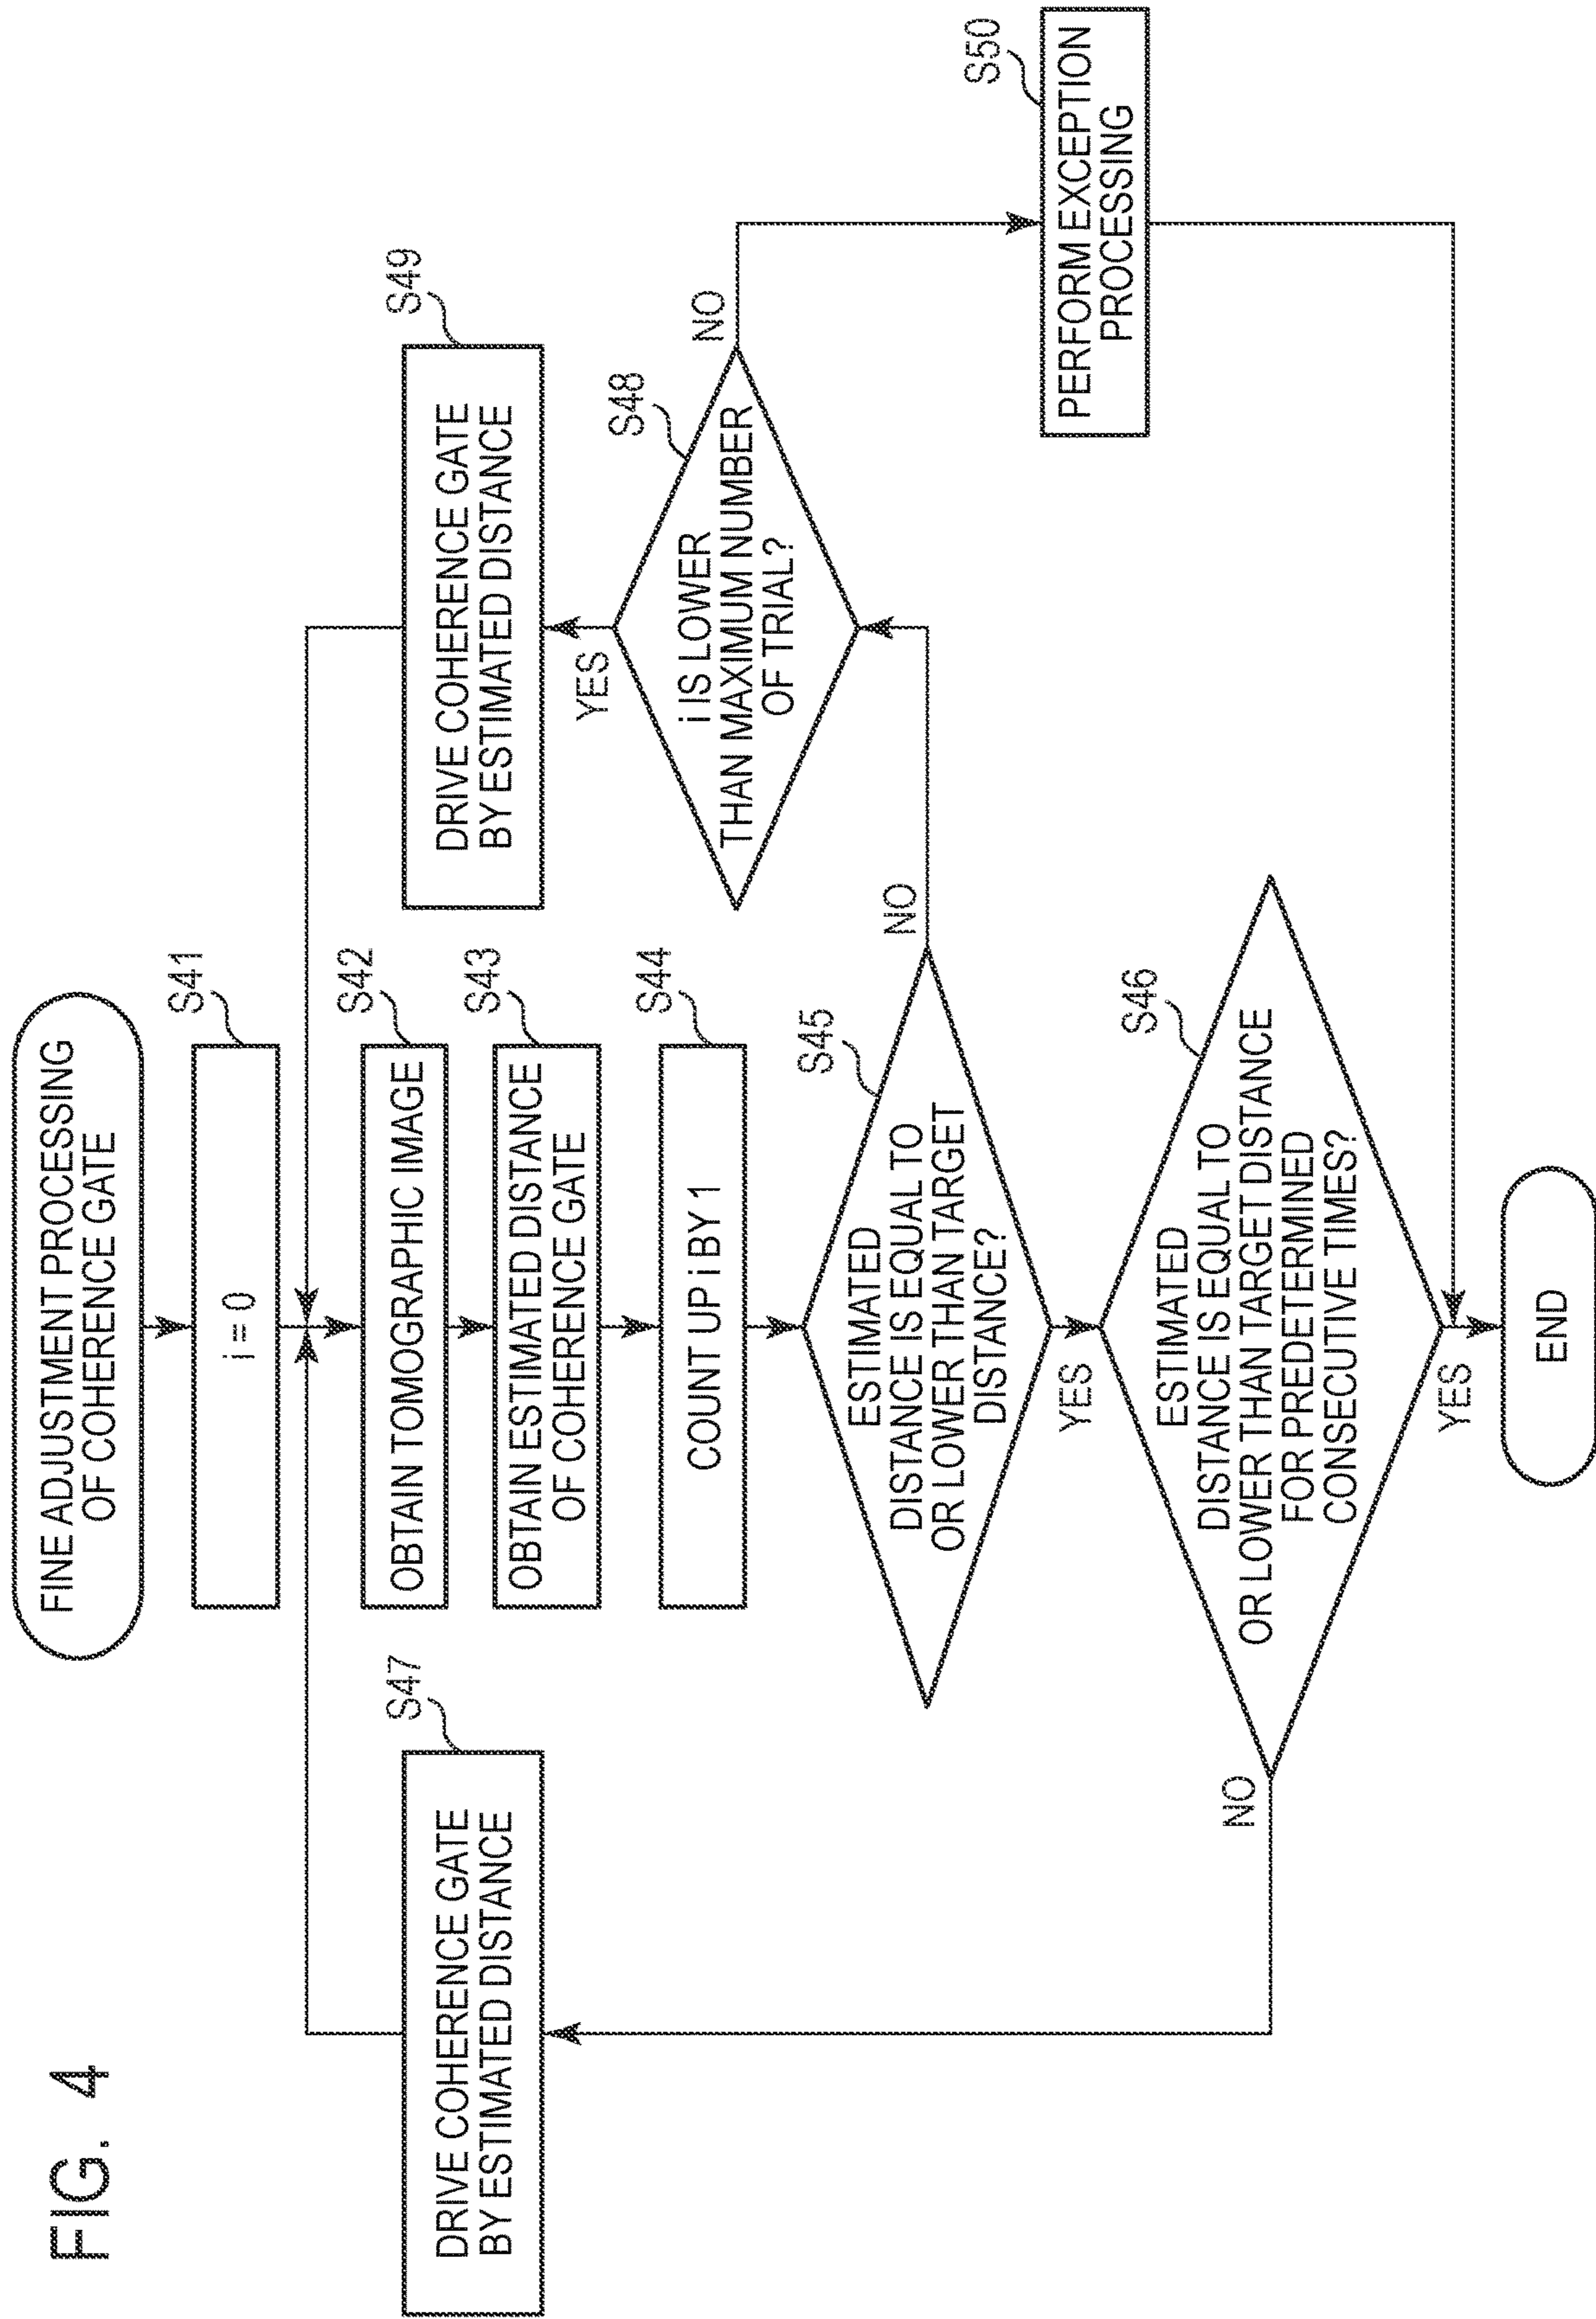 FIG. 4
FINE ADJUSTMENT PROCESSING
OF COHERENCE GATE
S41
i = 0
S42
OBTAIN TOMOGRAPHIC IMAGE
S43
OBTAIN ESTIMATED DISTANCE
OF COHERENCE GATE
S44
COUNT UP i BY 1
S45
ESTIMATED
DISTANCE IS EQUAL TO
OR LOWER THAN TARGET
DISTANCE?
NO
YES
S46
ESTIMATED
DISTANCE IS EQUAL TO
OR LOWER THAN TARGET DISTANCE
FOR PREDETERMINED
CONSECUTIVE TIMES?
NO
YES
S47
DRIVE COHERENCE GATE
BY ESTIMATED DISTANCE
S48
i IS LOWER
THAN MAXIMUM NUMBER
OF TRIAL?
YES
NO
S49
DRIVE COHERENCE GATE
BY ESTIMATED DISTANCE
S50
PERFORM EXCEPTION
PROCESSING
END